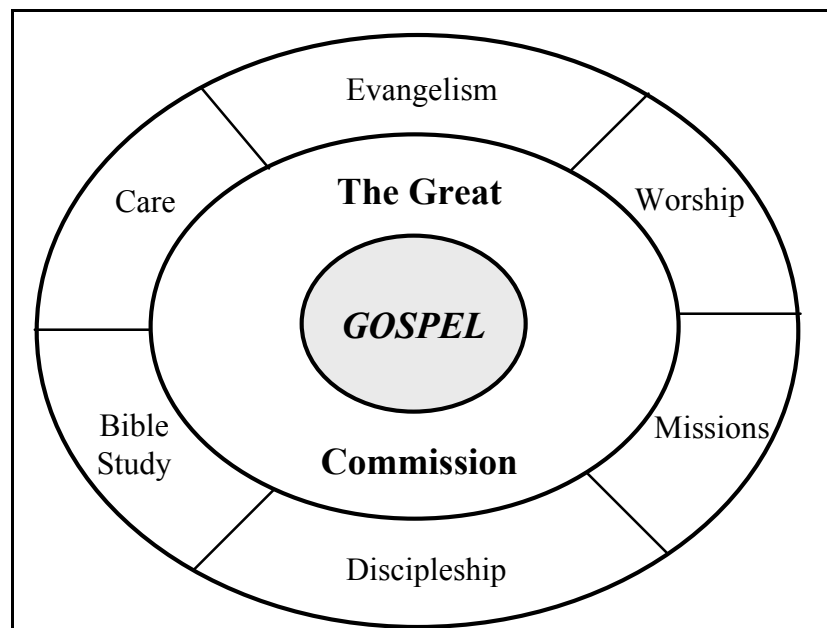 Evangelism
Care
Worship
The Great
GOSPEL
Commission
Bible
Study
Missions
Discipleship